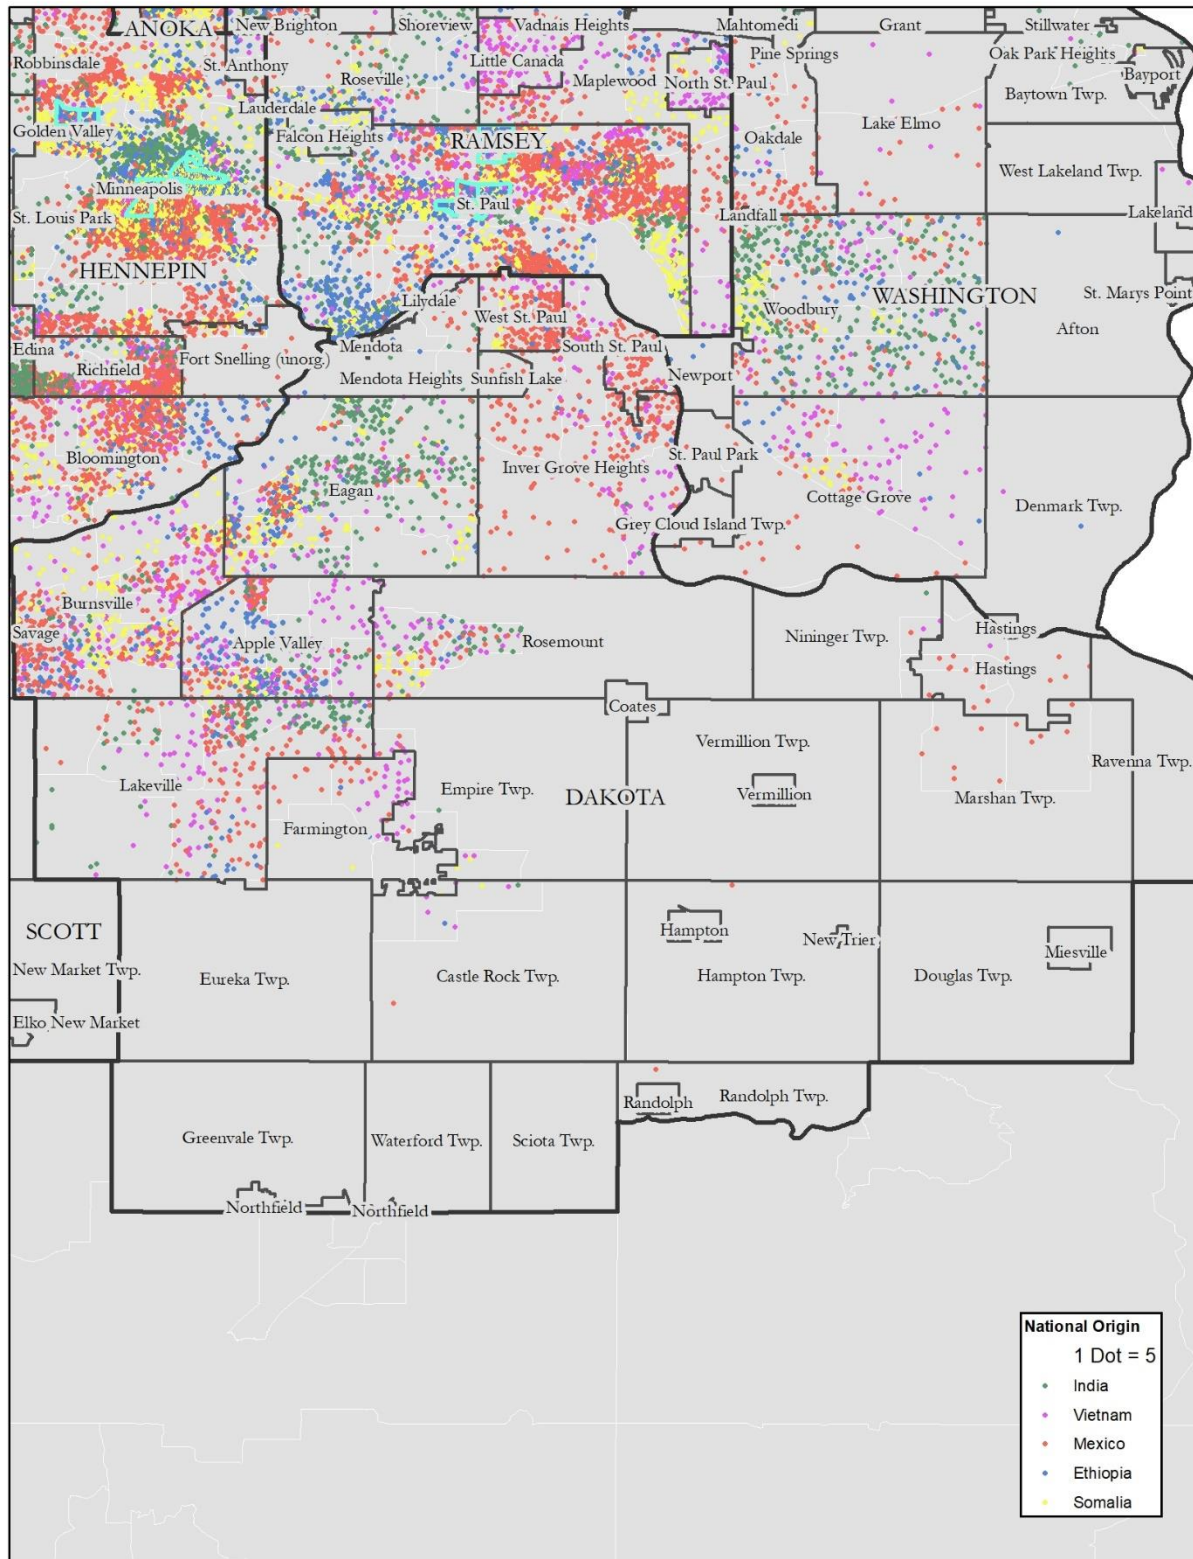 ANOKA
New Brighton
Shoreview
Vadnais Heights
Mahtomedi
Grant
Stillwater
Robbinsdale
St. Anthony
Roseville
Little Canada
Maplewood
North St. Paul
Pine Springs
Oak Park Heights
Bayport
Baytown Twp.
Lauderdale
Golden Valley
Falcon Heights
RAMSEY
Oakdale
Lake Elmo
Minneapolis
St. Paul
West Lakeland Twp.
St. Louis Park
Landfall
Lakeland
HENNEPIN
Lilydale
Woodbury
WASHINGTON
St. Marys Point
West St. Paul
Afton
Edina
Richfield
Fort Snelling (unorg.)
Mendota
South St. Paul
Mendota Heights
Sunfish Lake
Newport
Bloomington
Eagan
Inver Grove Heights
St. Paul Park
Cottage Grove
Denmark Twp.
Grey Cloud Island Twp.
Burnsville
Savage
Apple Valley
Rosemount
Nininger Twp.
Hastings
Hastings
Coates
Vermillion Twp.
Ravenna Twp.
Lakeville
Empire Twp.
DAKOTA
Vermillion
Marshan Twp.
Farmington
SCOTT
Hampton
New Trier
Miesville
New Market Twp.
Eureka Twp.
Castle Rock Twp.
Hampton Twp.
Douglas Twp.
Elko New Market
Randolph
Randolph Twp.
Greenvale Twp.
Waterford Twp.
Sciota Twp.
Northfield
Northfield
National Origin
1 Dot = 5
India
Vietnam
Mexico
Ethiopia
Somalia